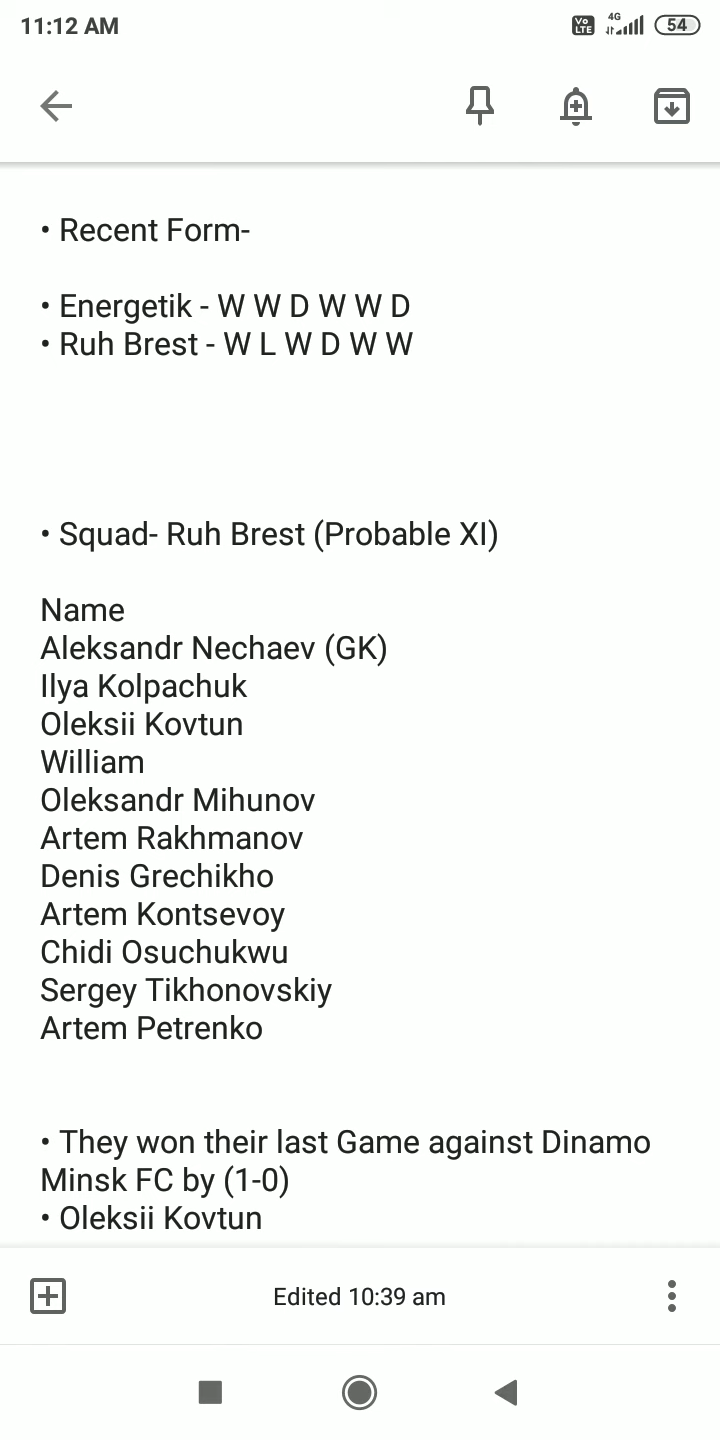 11:12 AM
Vo LTE 4G 54
• Recent Form-
• Energetik - W W D W W D
• Ruh Brest - W L W D W W
• Squad- Ruh Brest (Probable XI)
Name
Aleksandr Nechaev (GK)
Ilya Kolpachuk
Oleksii Kovtun
William
Oleksandr Mihunov
Artem Rakhmanov
Denis Grechikho
Artem Kontsevoy
Chidi Osuchukwu
Sergey Tikhonovskiy
Artem Petrenko
• They won their last Game against Dinamo
Minsk FC by (1-0)
• Oleksii Kovtun
Edited 10:39 am